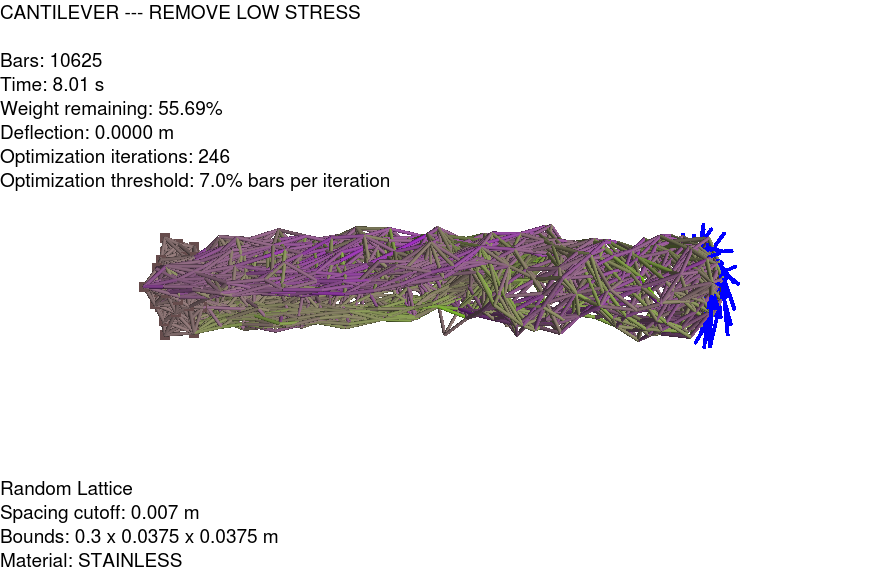 CANTILEVER --- REMOVE LOW STRESS
Bars: 10625
Time: 8.01 s
Weight remaining: 55.69%
Deflection: 0.0000 m
Optimization iterations: 246
Optimization threshold: 7.0% bars per iteration
Random Lattice
Spacing cutoff: 0.007 m
Bounds: 0.3 x 0.0375 x 0.0375 m
Material: STAINLESS